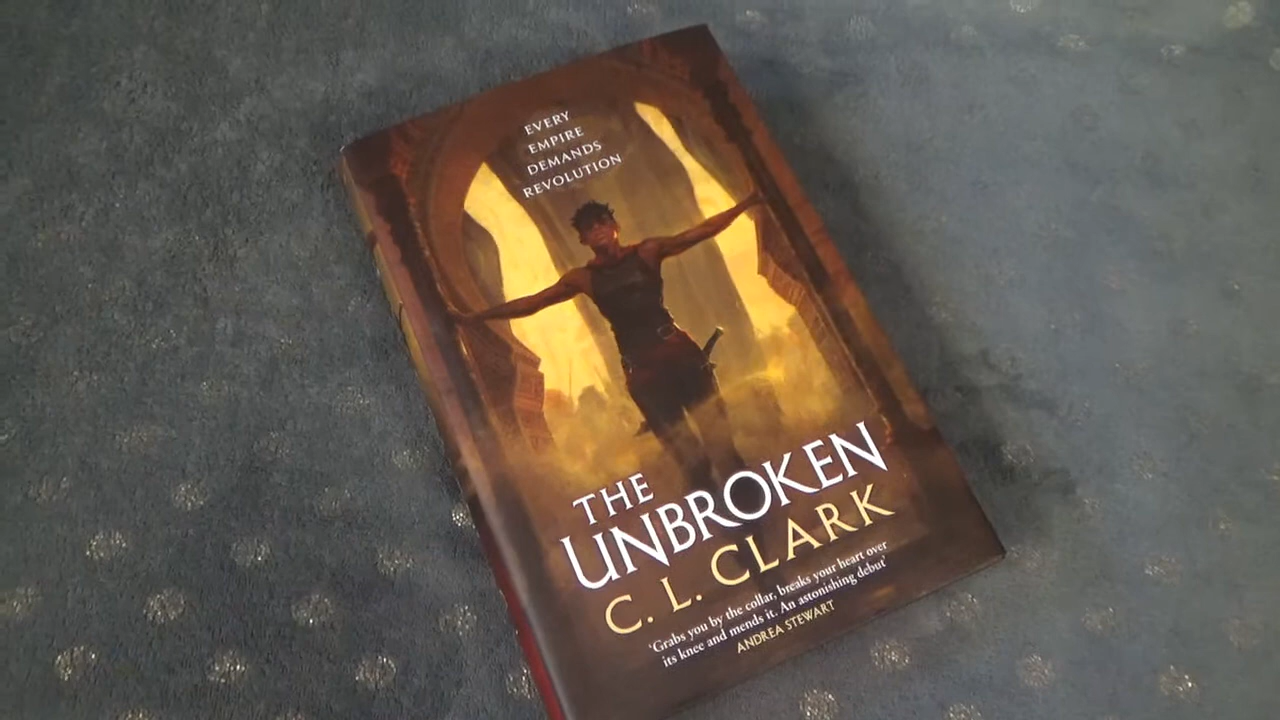 EVERY
EMPIRE
DEMANDS
REVOLUTION
THE
UNBROKEN
C. L. CLARK
‘Grabs you by the collar, breaks your heart over
its knee and mends it. An astonishing debut’
ANDREA STEWART